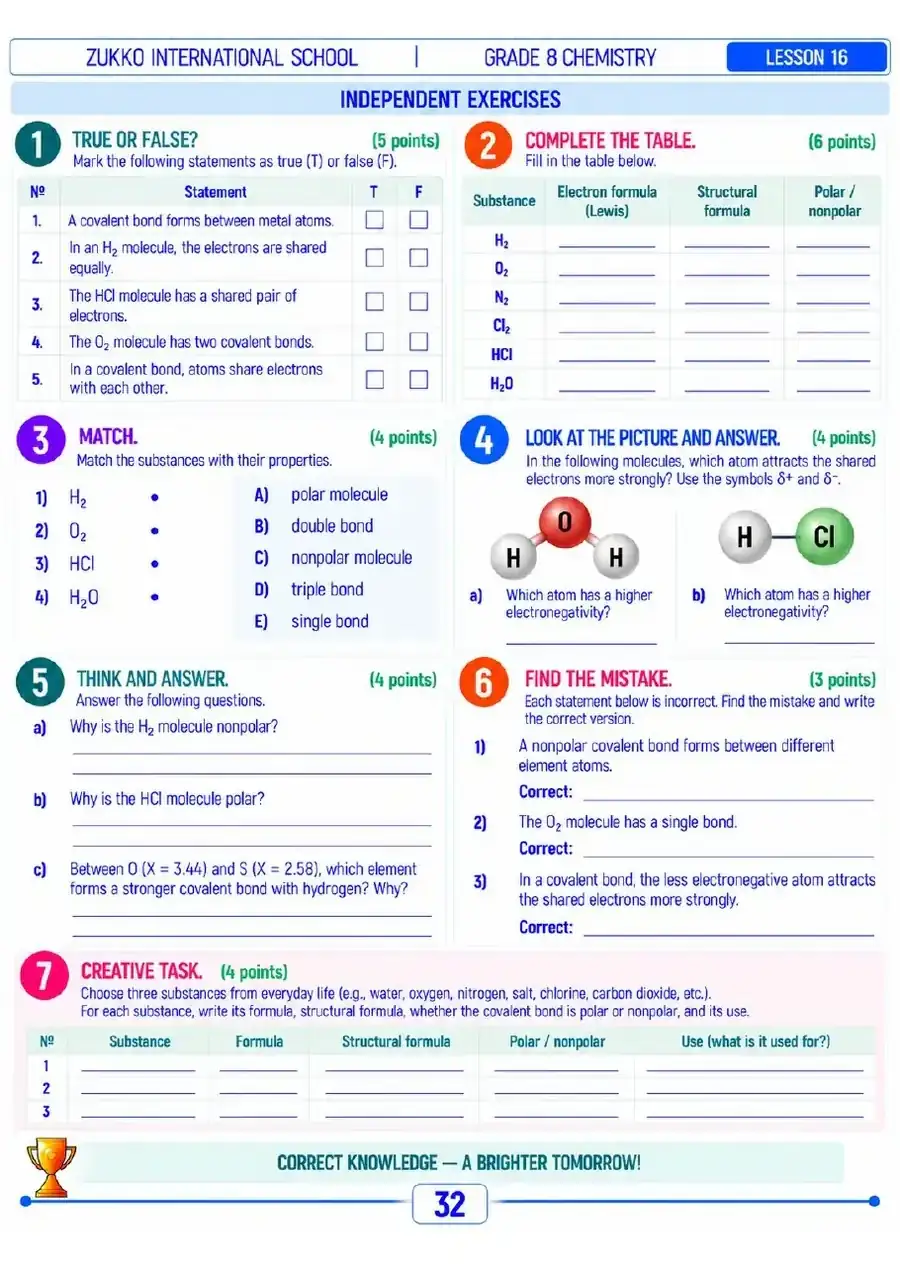 ZUKKO INTERNATIONAL SCHOOL | GRADE 8 CHEMISTRY LESSON 16
INDEPENDENT EXERCISES
1 TRUE OR FALSE? (5 points)
Mark the following statements as true (T) or false (F).
Nº Statement T F
1. A covalent bond forms between metal atoms.
2. In an H₂ molecule, the electrons are shared
equally.
3. The HCl molecule has a shared pair of
electrons.
4. The O₂ molecule has two covalent bonds.
5. In a covalent bond, atoms share electrons
with each other.
2 COMPLETE THE TABLE. (6 points)
Fill in the table below.
Substance Electron formula (Lewis) Structural formula Polar / nonpolar
H₂
O₂
N₂
Cl₂
HCl
H₂O
3 MATCH. (4 points)
Match the substances with their properties.
1) H₂ • A) polar molecule
2) O₂ • B) double bond
3) HCl • C) nonpolar molecule
4) H₂O • D) triple bond
E) single bond
4 LOOK AT THE PICTURE AND ANSWER. (4 points)
In the following molecules, which atom attracts the shared
electrons more strongly? Use the symbols δ+ and δ⁻.
O
H H
H Cl
a) Which atom has a higher
electronegativity?
b) Which atom has a higher
electronegativity?
5 THINK AND ANSWER. (4 points)
Answer the following questions.
a) Why is the H₂ molecule nonpolar?
b) Why is the HCl molecule polar?
c) Between O (X = 3.44) and S (X = 2.58), which element
forms a stronger covalent bond with hydrogen? Why?
6 FIND THE MISTAKE. (3 points)
Each statement below is incorrect. Find the mistake and write
the correct version.
1) A nonpolar covalent bond forms between different
element atoms.
Correct:
2) The O₂ molecule has a single bond.
Correct:
3) In a covalent bond, the less electronegative atom attracts
the shared electrons more strongly.
Correct:
7 CREATIVE TASK. (4 points)
Choose three substances from everyday life (e.g., water, oxygen, nitrogen, salt, chlorine, carbon dioxide, etc.).
For each substance, write its formula, structural formula, whether the covalent bond is polar or nonpolar, and its use.
Nº Substance Formula Structural formula Polar / nonpolar Use (what is it used for?)
1
2
3
CORRECT KNOWLEDGE — A BRIGHTER TOMORROW!
32